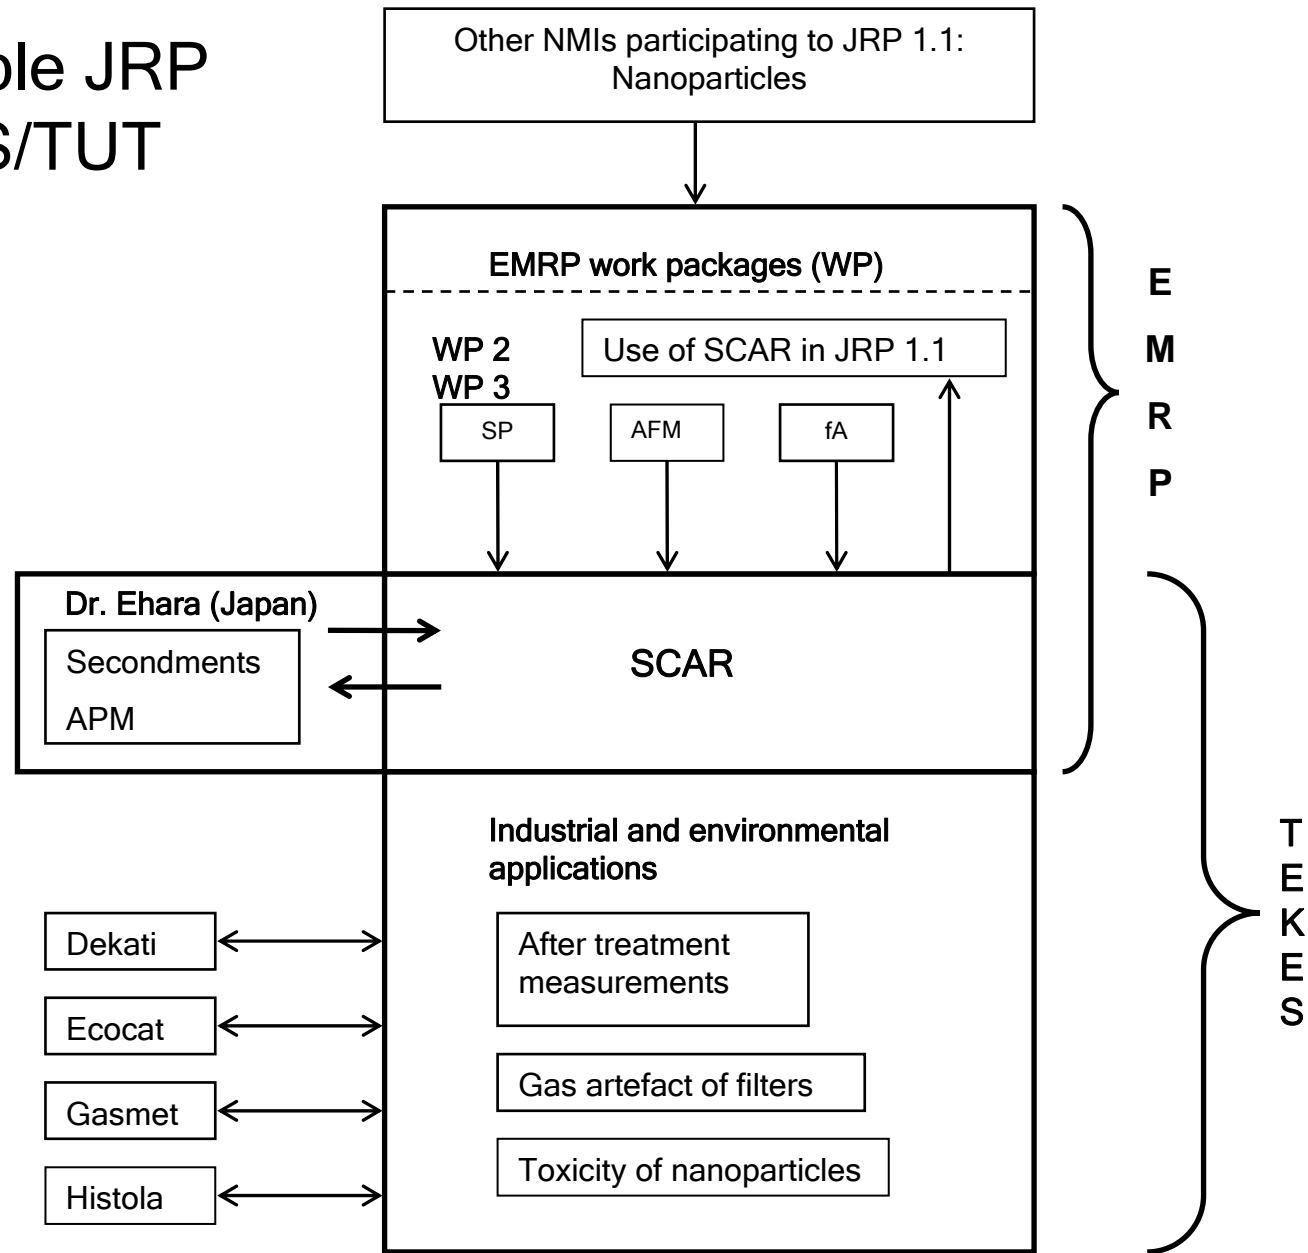 ole JRP
S/TUT
Other NMIs participating to JRP 1.1:
Nanoparticles
EMRP work packages (WP)
WP 2
WP 3
Use of SCAR in JRP 1.1
SP
AFM
fA
E
M
R
P
Dr. Ehara (Japan)
Secondments
APM
SCAR
Industrial and environmental
applications
After treatment
measurements
Gas artefact of filters
Toxicity of nanoparticles
Dekati
Ecocat
Gasmet
Histola
T
E
K
E
S